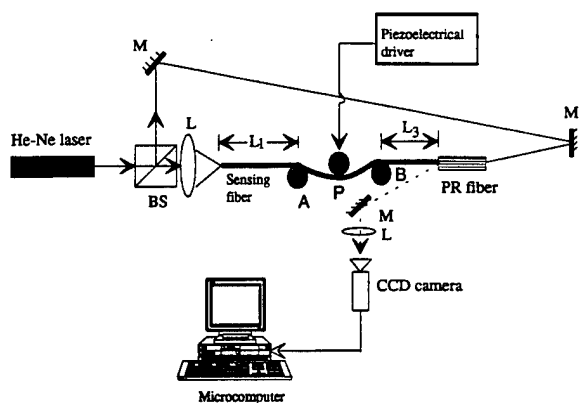 Piezoelectrical
driver
M
M
He-Ne laser
L
L1
L3
Sensing
fiber
BS
A
P
B
PR fiber
M
L
CCD camera
Microcomputer